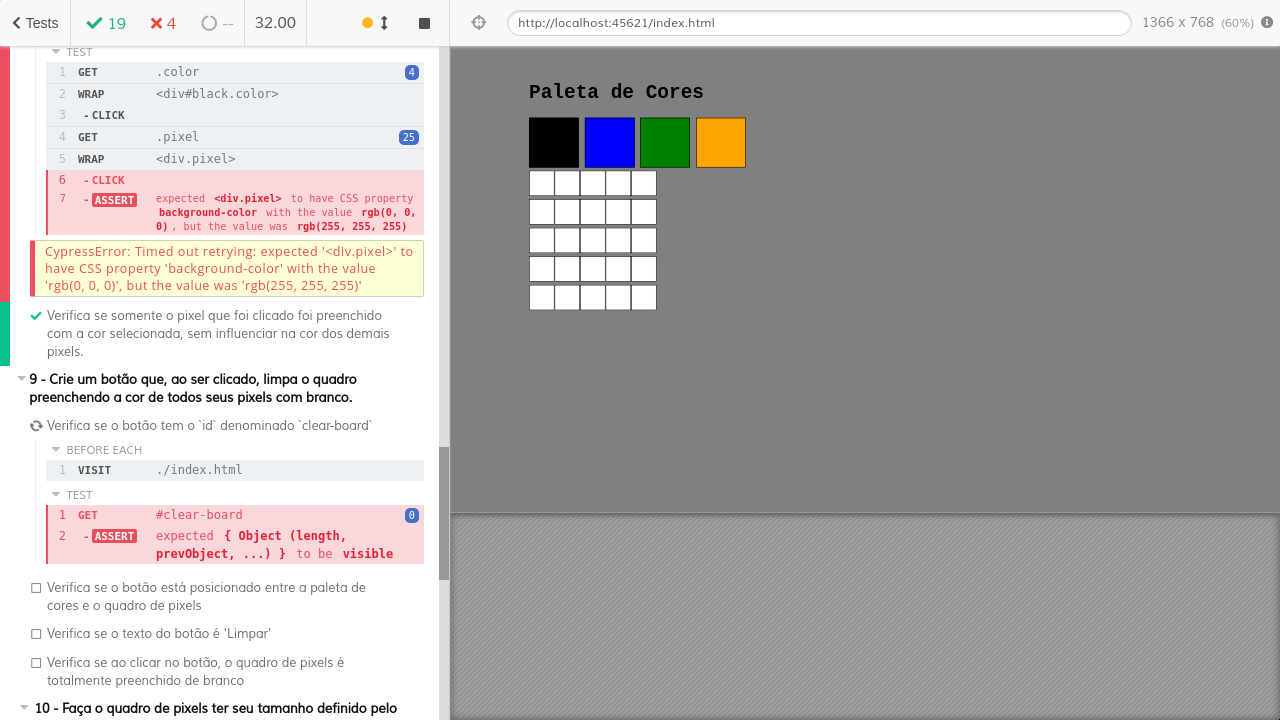 Tests 19 4 -- 32.00 http://localhost:45621/index.html 1366 x 768 (60%)
TEST
1 GET .color 4
2 WRAP <div#black.color>
3 - CLICK
4 GET .pixel 25
5 WRAP <div.pixel>
6 - CLICK
7 - ASSERT expected <div.pixel> to have CSS property
background-color with the value rgb(0, 0,
0) , but the value was rgb(255, 255, 255)
CypressError: Timed out retrying: expected '<div.pixel>' to
have CSS property 'background-color' with the value
'rgb(0, 0, 0)', but the value was 'rgb(255, 255, 255)'
Verifica se somente o pixel que foi clicado foi preenchido
com a cor selecionada, sem influenciar na cor dos demais
pixels.
9 - Crie um botão que, ao ser clicado, limpa o quadro
preenchendo a cor de todos seus pixels com branco.
Verifica se o botão tem o `id` denominado `clear-board`
BEFORE EACH
1 VISIT ./index.html
TEST
1 GET #clear-board 0
2 - ASSERT expected { Object (length,
prevObject, ...) } to be visible
Verifica se o botão está posicionado entre a paleta de
cores e o quadro de pixels
Verifica se o texto do botão é 'Limpar'
Verifica se ao clicar no botão, o quadro de pixels é
totalmente preenchido de branco
10 - Faça o quadro de pixels ter seu tamanho definido pelo
Paleta de Cores